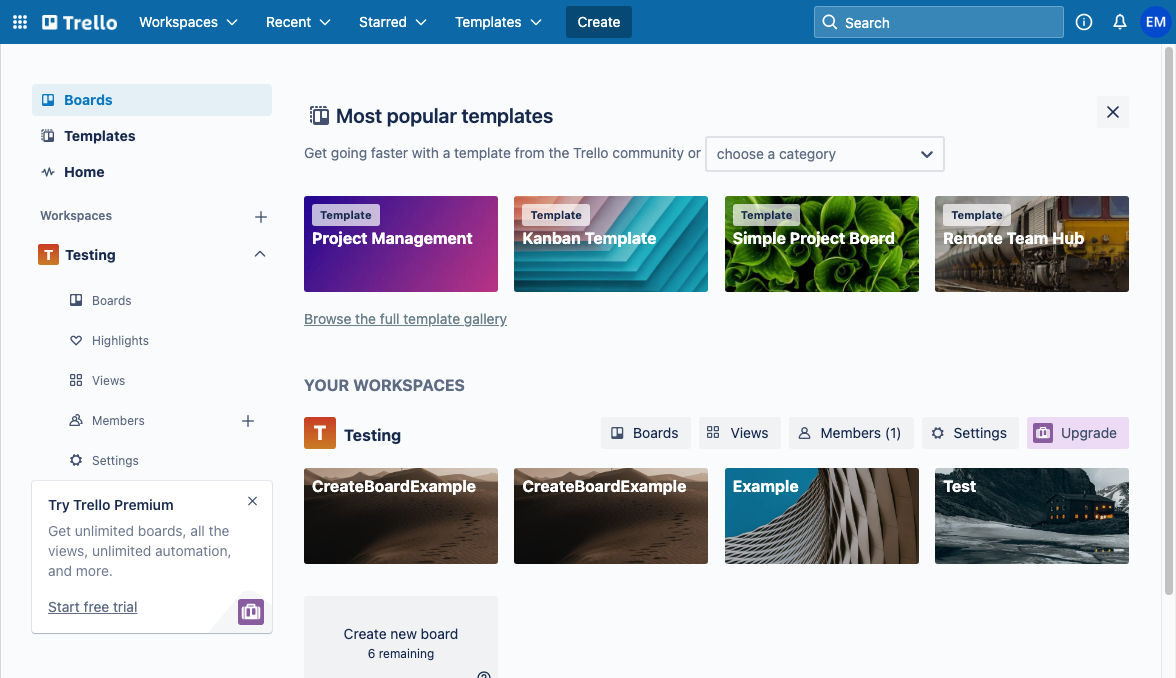 Trello
Workspaces
Recent
Starred
Templates
Create
Search
EM
Boards
Templates
Home
Workspaces
T Testing
Boards
Highlights
Views
Members
Settings
Try Trello Premium
Get unlimited boards, all the
views, unlimited automation,
and more.
Start free trial
Most popular templates
Get going faster with a template from the Trello community or
choose a category
Template
Project Management
Template
Kanban Template
Template
Simple Project Board
Template
Remote Team Hub
Browse the full template gallery
YOUR WORKSPACES
T Testing
Boards
Views
Members (1)
Settings
Upgrade
CreateBoardExample
CreateBoardExample
Example
Test
Create new board
6 remaining